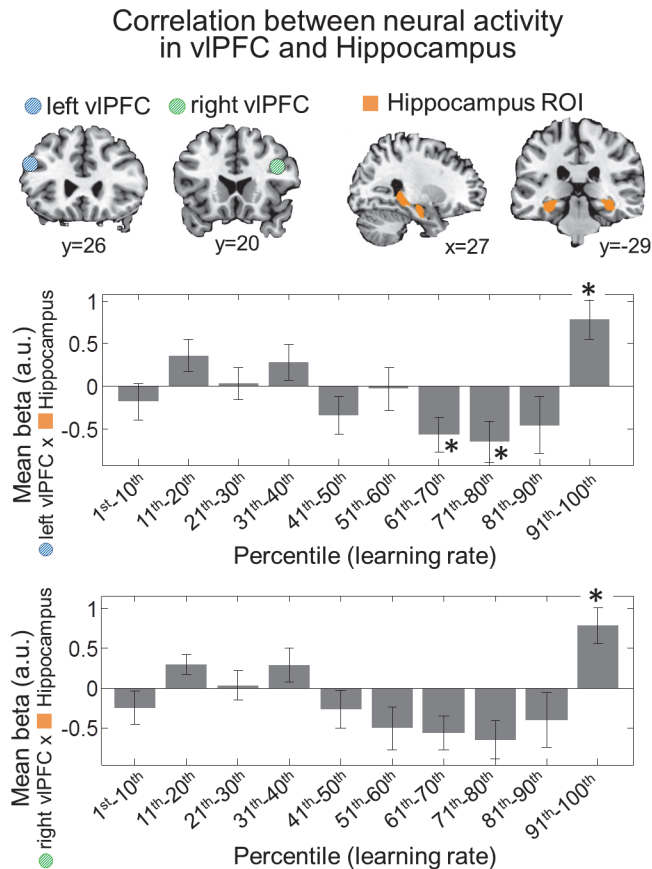 Correlation between neural activity
in vlPFC and Hippocampus
left vlPFC
right vlPFC
Hippocampus ROI
y=26
y=20
x=27
y=-29
Mean beta (a.u.)
left vlPFC x Hippocampus
1
0.5
0
-0.5
*
*
*
1st-10th
11th-20th
21th-30th
31th-40th
41th-50th
51th-60th
61th-70th
71th-80th
81th-90th
91th-100th
Percentile (learning rate)
Mean beta (a.u.)
right vlPFC x Hippocampus
1
0.5
0
-0.5
*
1st-10th
11th-20th
21th-30th
31th-40th
41th-50th
51th-60th
61th-70th
71th-80th
81th-90th
91th-100th
Percentile (learning rate)